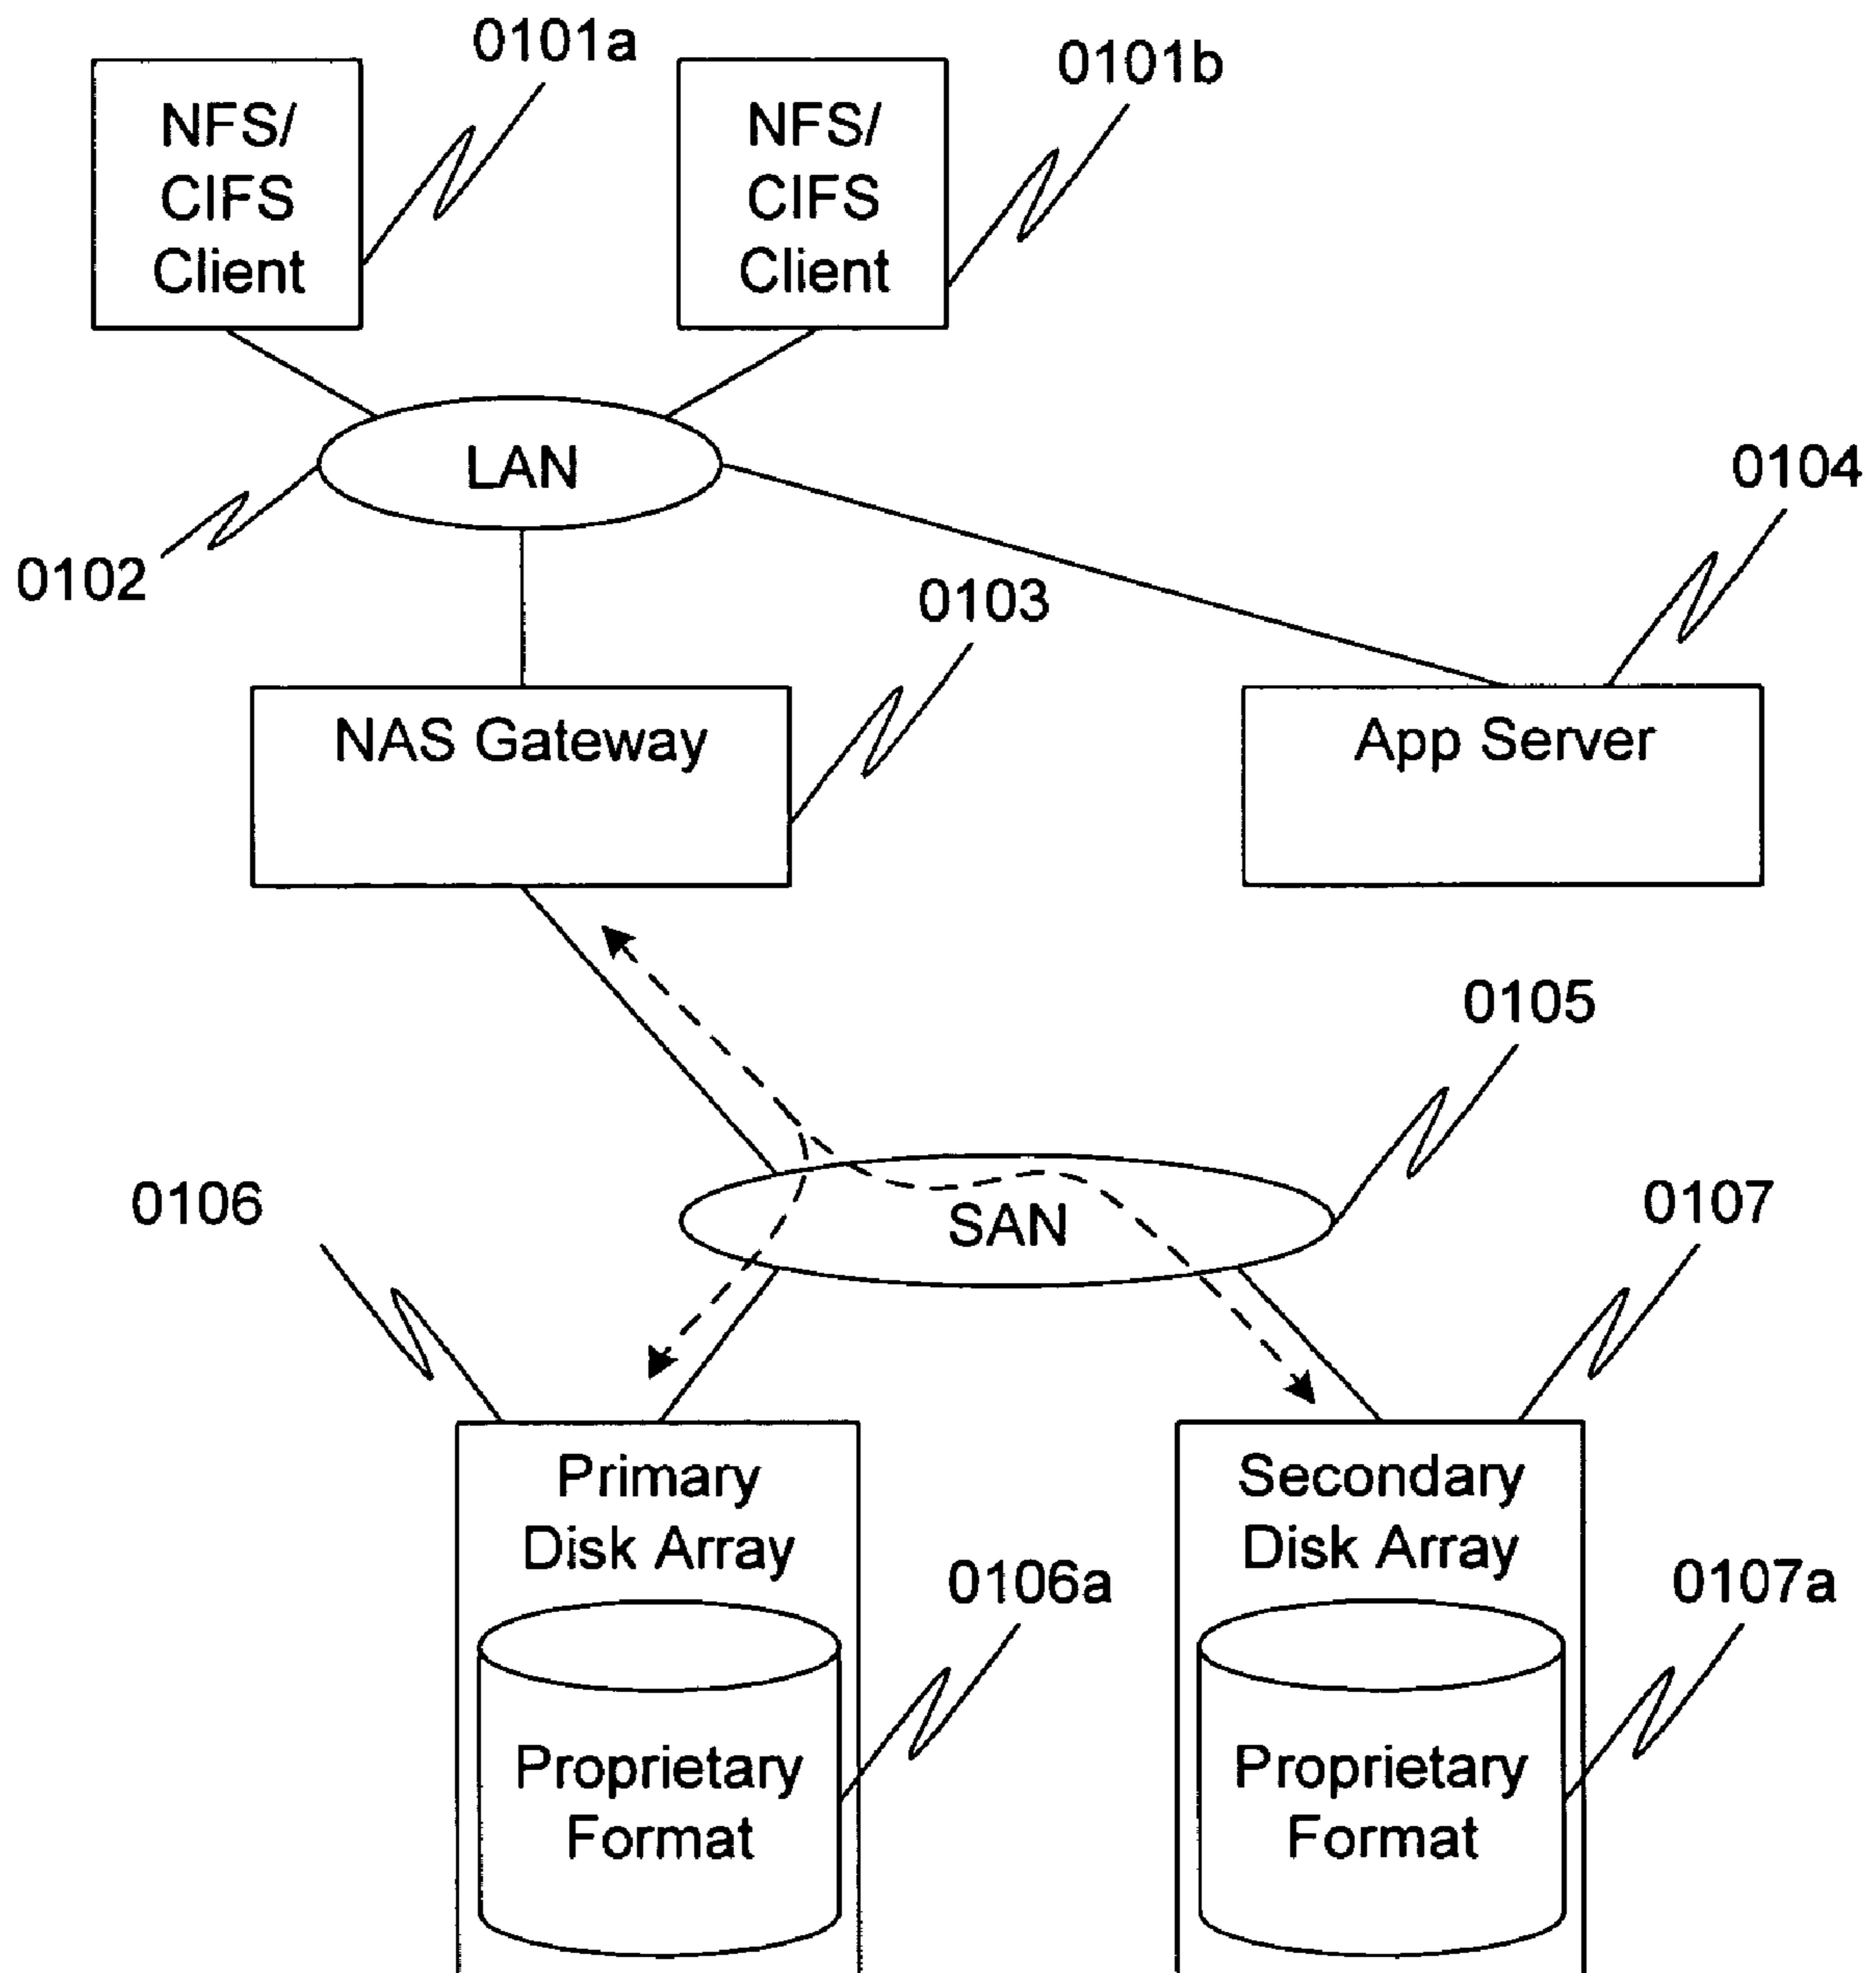 0101a
0101b
NFS/
CIFS
Client
NFS/
CIFS
Client
LAN
0102
0104
0103
NAS Gateway
App Server
0105
0106
0107
SAN
Primary
Disk Array
Secondary
Disk Array
0106a
0107a
Proprietary
Format
Proprietary
Format